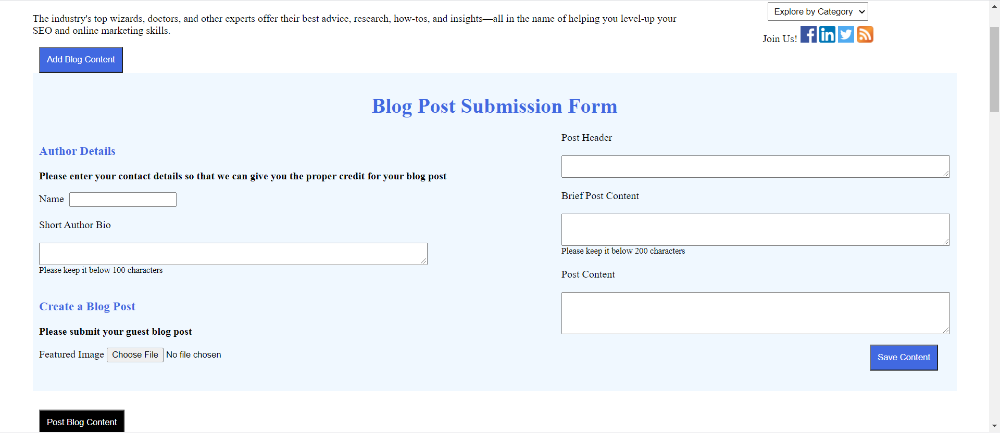 Explore by Category
The industry's top wizards, doctors, and other experts offer their best advice, research, how-tos, and insights—all in the name of helping you level-up your
SEO and online marketing skills.
Join Us!
Add Blog Content
Blog Post Submission Form
Author Details
Please enter your contact details so that we can give you the proper credit for your blog post
Name
Short Author Bio
Please keep it below 100 characters
Create a Blog Post
Please submit your guest blog post
Featured Image Choose File No file chosen
Post Header
Brief Post Content
Please keep it below 200 characters
Post Content
Save Content
Post Blog Content